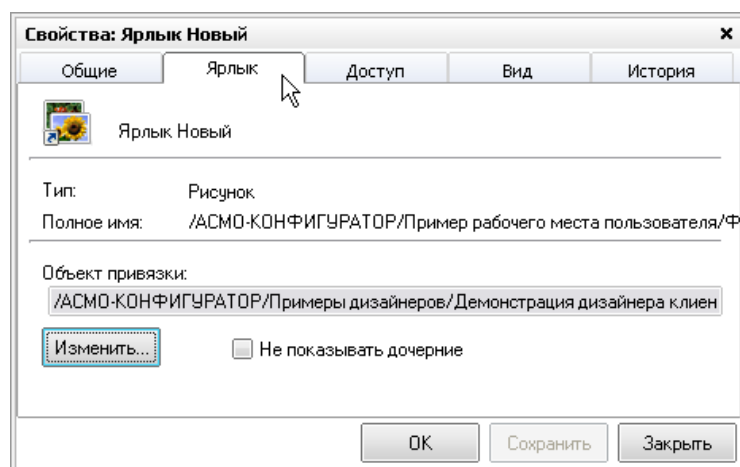 Свойства: Ярлык Новый
Общие Ярлык Доступ Вид История
Ярлык Новый
Тип: Рисунок
Полное имя: /АСМО-КОНФИГУРАТОР/Пример рабочего места пользователя/Ф
Объект привязки:
/АСМО-КОНФИГУРАТОР/Примеры дизайнеров/Демонстрация дизайнера клиен
Изменить... Не показывать дочерние
ОК Сохранить Закрыть